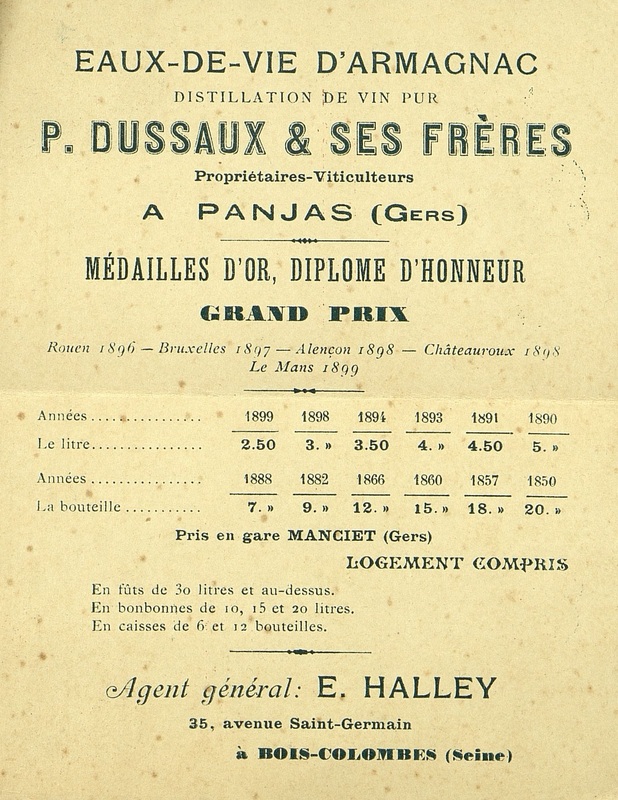 EAUX-DE-VIE D'ARMAGNAC
DISTILLATION DE VIN PUR
P. DUSSAUX & SES FRÈRES
Propriétaires-Viticulteurs
A PANJAS (GERS)
MÉDAILLES D'OR, DIPLOME D'HONNEUR
GRAND PRIX
Rouen 1896 — Bruxelles 1897 — Alençon 1898 — Châteauroux 1898
Le Mans 1899
Années ............... 1899 1898 1894 1893 1891 1890
Le litre............... 2.50 3. » 3.50 4. » 4.50 5. »
Années ............... 1888 1882 1866 1860 1857 1850
La bouteille .......... 7. » 9. » 12. » 15. » 18. » 20. »
Pris en gare MANCIET (Gers)
LOGEMENT COMPRIS
En fûts de 30 litres et au-dessus.
En bonbonnes de 10, 15 et 20 litres.
En caisses de 6 et 12 bouteilles.
Agent général: E. HALLEY
35, avenue Saint-Germain
à BOIS-COLOMBES (Seine)